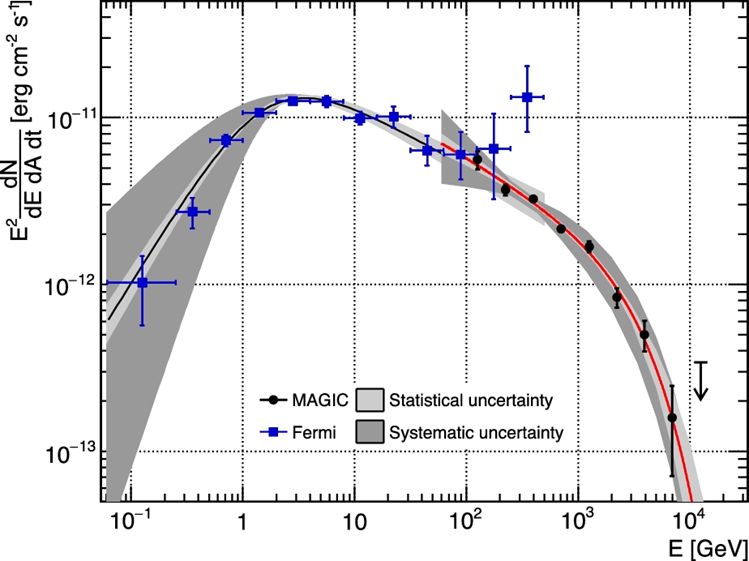 E² dN / dE dA dt [erg cm⁻² s⁻¹]
10⁻¹¹
10⁻¹²
10⁻¹³
MAGIC Statistical uncertainty
Fermi Systematic uncertainty
10⁻¹ 1 10 10² 10³ 10⁴
E [GeV]